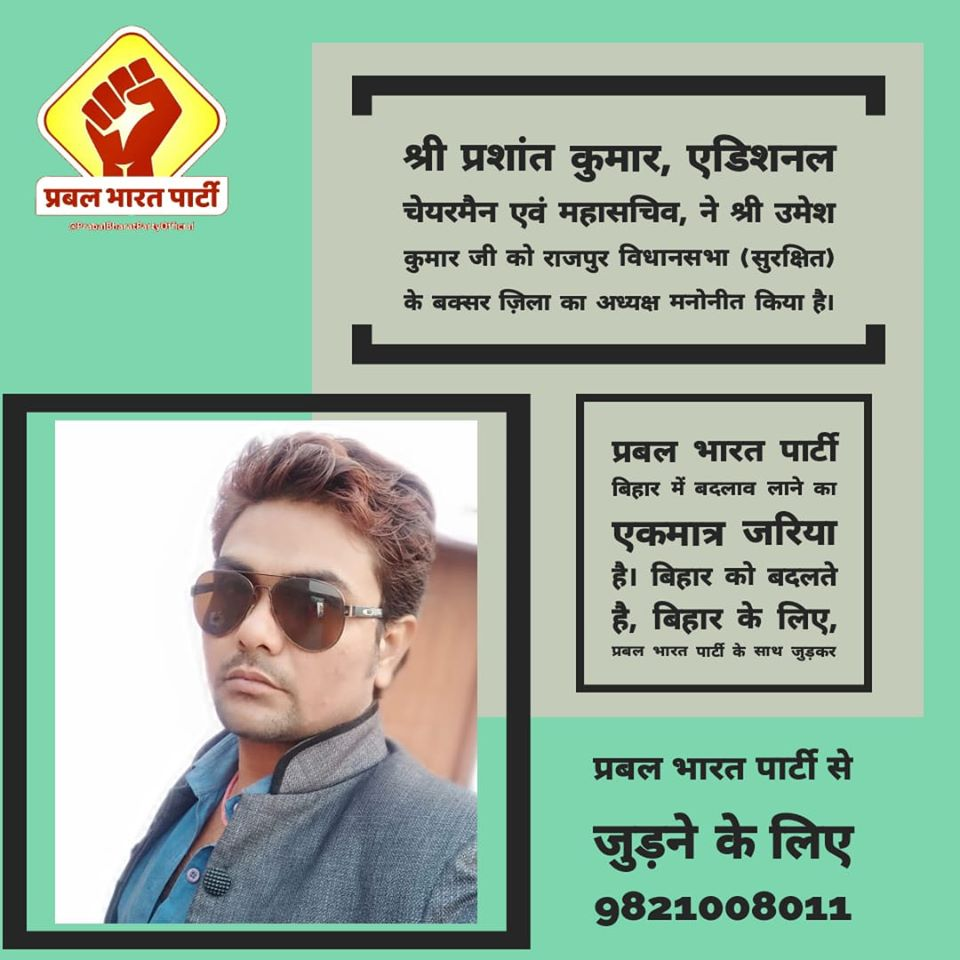 प्रबल भारत पार्टी
@PrabalBharatPartyOfficial
श्री प्रशांत कुमार, एडिशनल
चेयरमैन एवं महासचिव, ने श्री उमेश
कुमार जी को राजपुर विधानसभा (सुरक्षित)
के बक्सर ज़िला का अध्यक्ष मनोनीत किया है।
प्रबल भारत पार्टी
बिहार में बदलाव लाने का
एकमात्र जरिया
है। बिहार को बदलते
है, बिहार के लिए,
प्रबल भारत पार्टी के साथ जुड़कर
प्रबल भारत पार्टी से
जुड़ने के लिए
9821008011